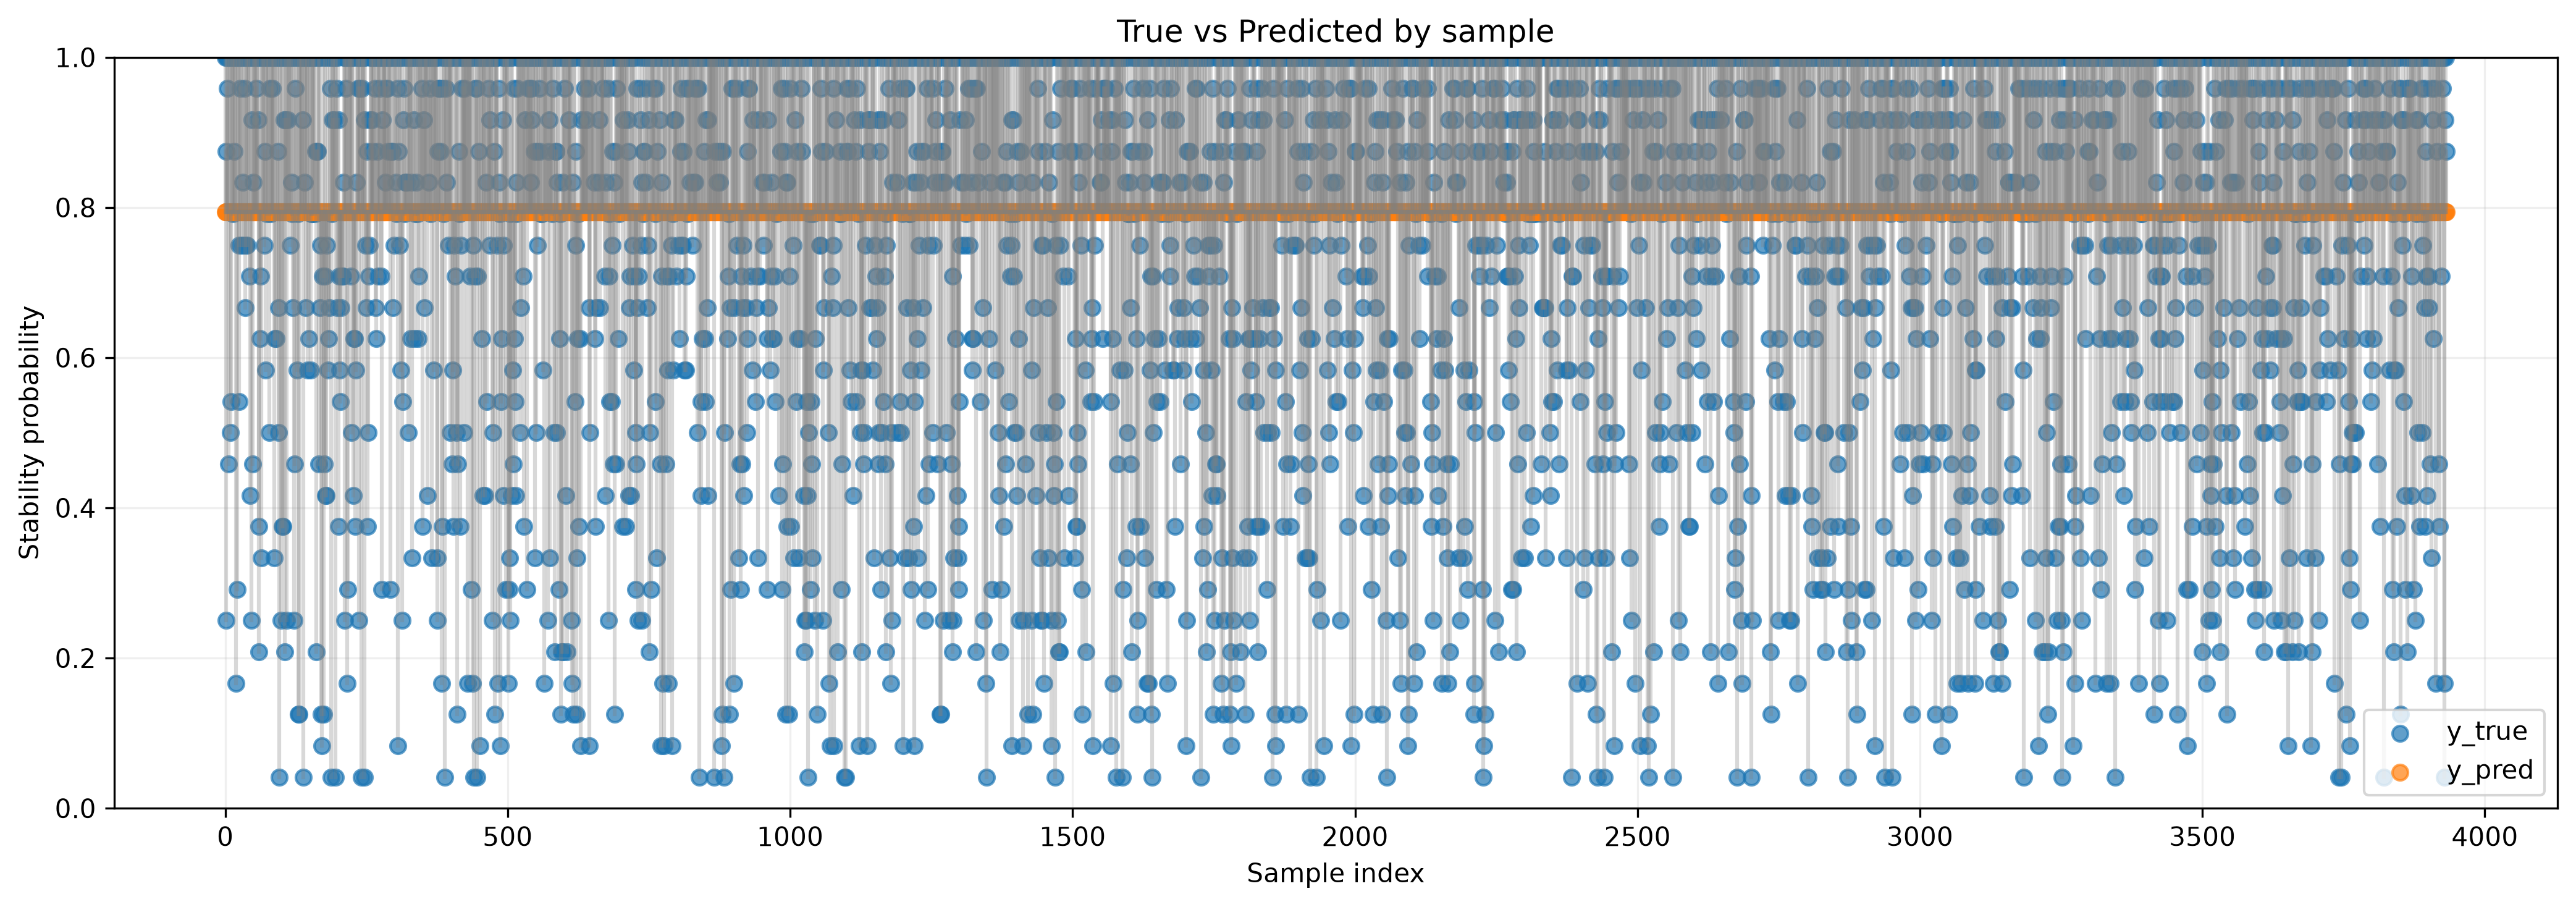 True vs Predicted by sample
Stability probability
1.0
0.8
0.6
0.4
0.2
0.0
0 500 1000 1500 2000 2500 3000 3500 4000
Sample index
y_true
y_pred